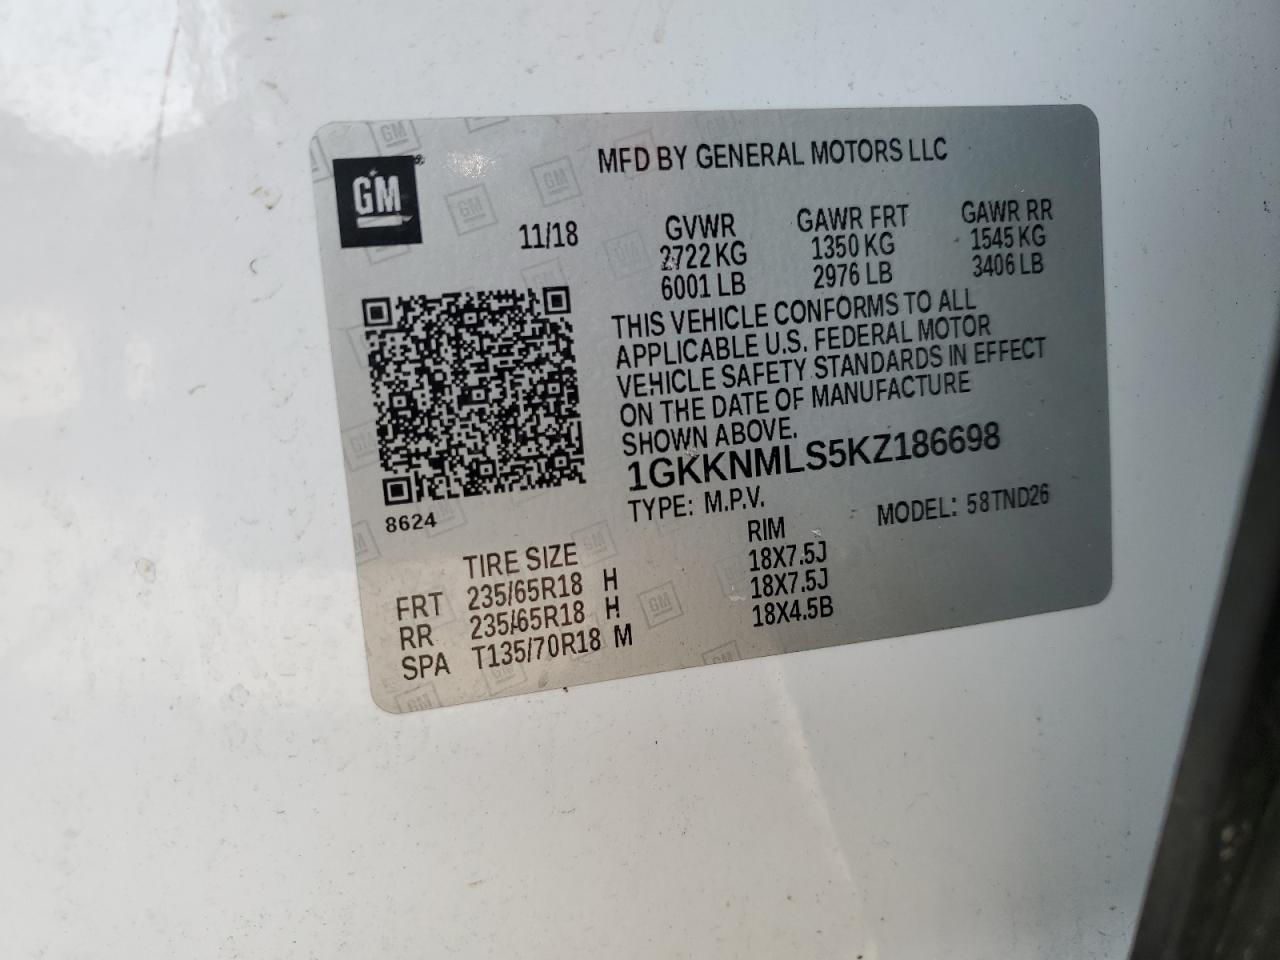 GM
MFD BY GENERAL MOTORS LLC
11/18
GVWR GAWR FRT GAWR RR
2722 KG 1350 KG 1545 KG
6001 LB 2976 LB 3406 LB
THIS VEHICLE CONFORMS TO ALL
APPLICABLE U.S. FEDERAL MOTOR
VEHICLE SAFETY STANDARDS IN EFFECT
ON THE DATE OF MANUFACTURE
SHOWN ABOVE.
1GKKNMLS5KZ186698
TYPE: M.P.V. MODEL: 58TND26
8624
TIRE SIZE RIM
FRT 235/65R18 H 18X7.5J
RR 235/65R18 H 18X7.5J
SPA T135/70R18 M 18X4.5B